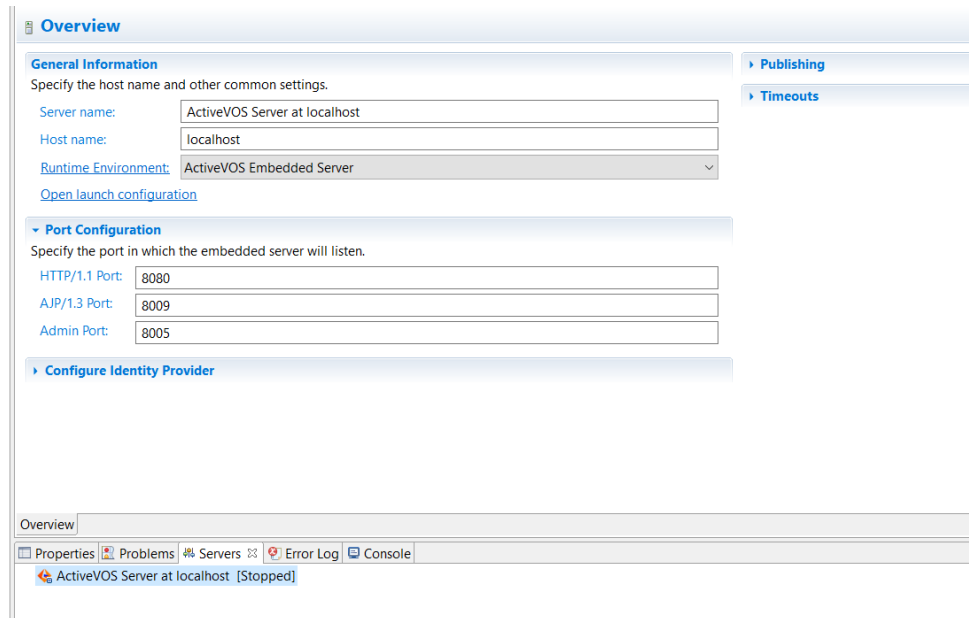 Overview
General Information
Specify the host name and other common settings.
Server name: ActiveVOS Server at localhost
Host name: localhost
Runtime Environment: ActiveVOS Embedded Server
Open launch configuration
Port Configuration
Specify the port in which the embedded server will listen.
HTTP/1.1 Port: 8080
AJP/1.3 Port: 8009
Admin Port: 8005
Configure Identity Provider
Publishing
Timeouts
Overview
Properties Problems Servers Error Log Console
ActiveVOS Server at localhost [Stopped]